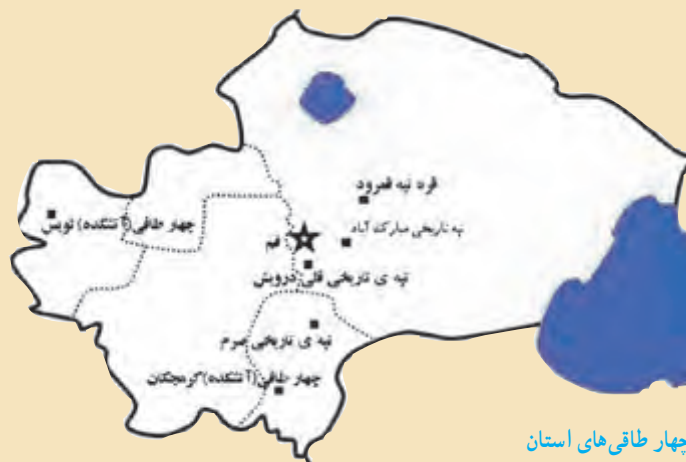 قره تپه قمرود
چهار طاقی(آتشکده) نویس
تپه تاریخی مبارک آباد
قم
تپه ی تاریخی قلی درویش
تپه ی تاریخی صرم
چهار طاقی(آتشکده)کرمجگان
چهار طاقی‌های استان